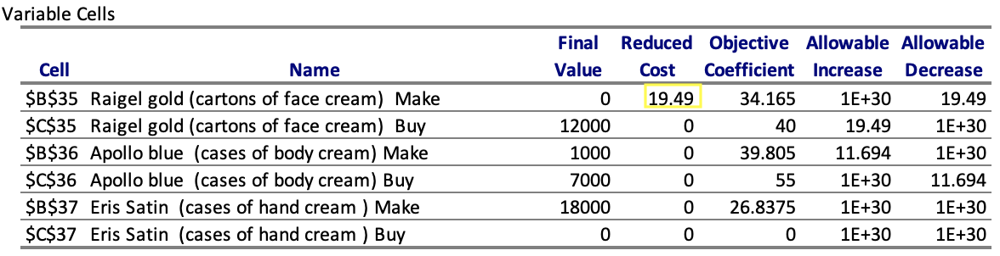 Variable Cells
Final Reduced Objective Allowable Allowable
Cell Name Value Cost Coefficient Increase Decrease
$B$35 Raigel gold (cartons of face cream) Make 0 19.49 34.165 1E+30 19.49
$C$35 Raigel gold (cartons of face cream) Buy 12000 0 40 19.49 1E+30
$B$36 Apollo blue (cases of body cream) Make 1000 0 39.805 11.694 1E+30
$C$36 Apollo blue (cases of body cream) Buy 7000 0 55 1E+30 11.694
$B$37 Eris Satin (cases of hand cream ) Make 18000 0 26.8375 1E+30 1E+30
$C$37 Eris Satin (cases of hand cream ) Buy 0 0 0 1E+30 1E+30